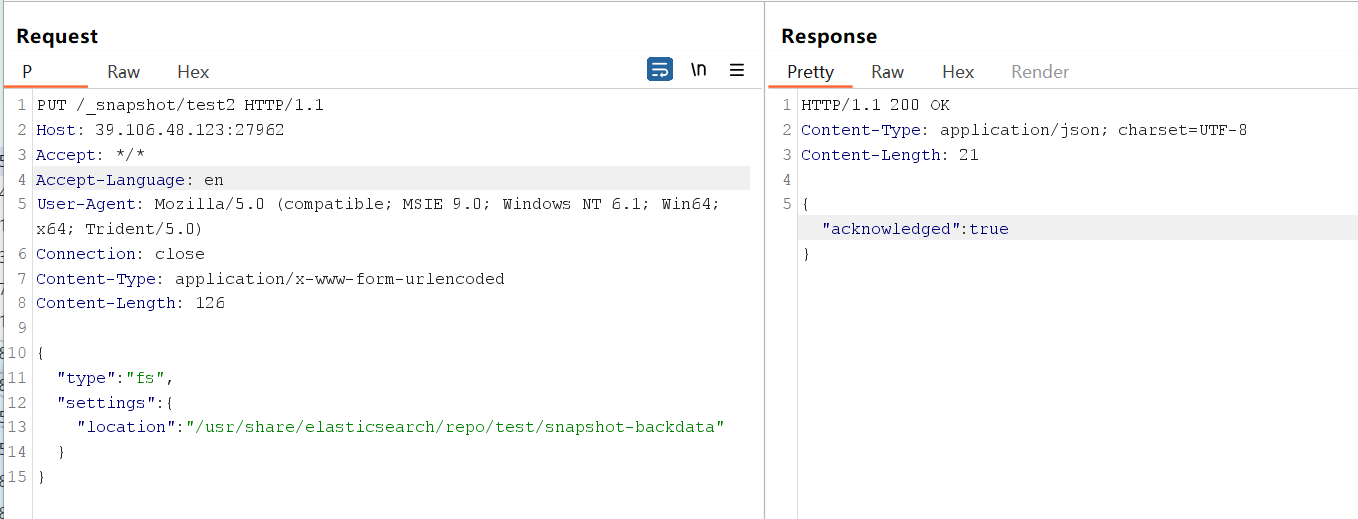 Request
P Raw Hex \n
1 PUT /_snapshot/test2 HTTP/1.1
2 Host: 39.106.48.123:27962
3 Accept: */*
4 Accept-Language: en
5 User-Agent: Mozilla/5.0 (compatible; MSIE 9.0; Windows NT 6.1; Win64;
x64; Trident/5.0)
6 Connection: close
7 Content-Type: application/x-www-form-urlencoded
8 Content-Length: 126
9
10 {
11 "type":"fs",
12 "settings":{
13 "location":"/usr/share/elasticsearch/repo/test/snapshot-backdata"
14 }
15 }
Response
Pretty Raw Hex Render
1 HTTP/1.1 200 OK
2 Content-Type: application/json; charset=UTF-8
3 Content-Length: 21
4
5 {
"acknowledged":true
}